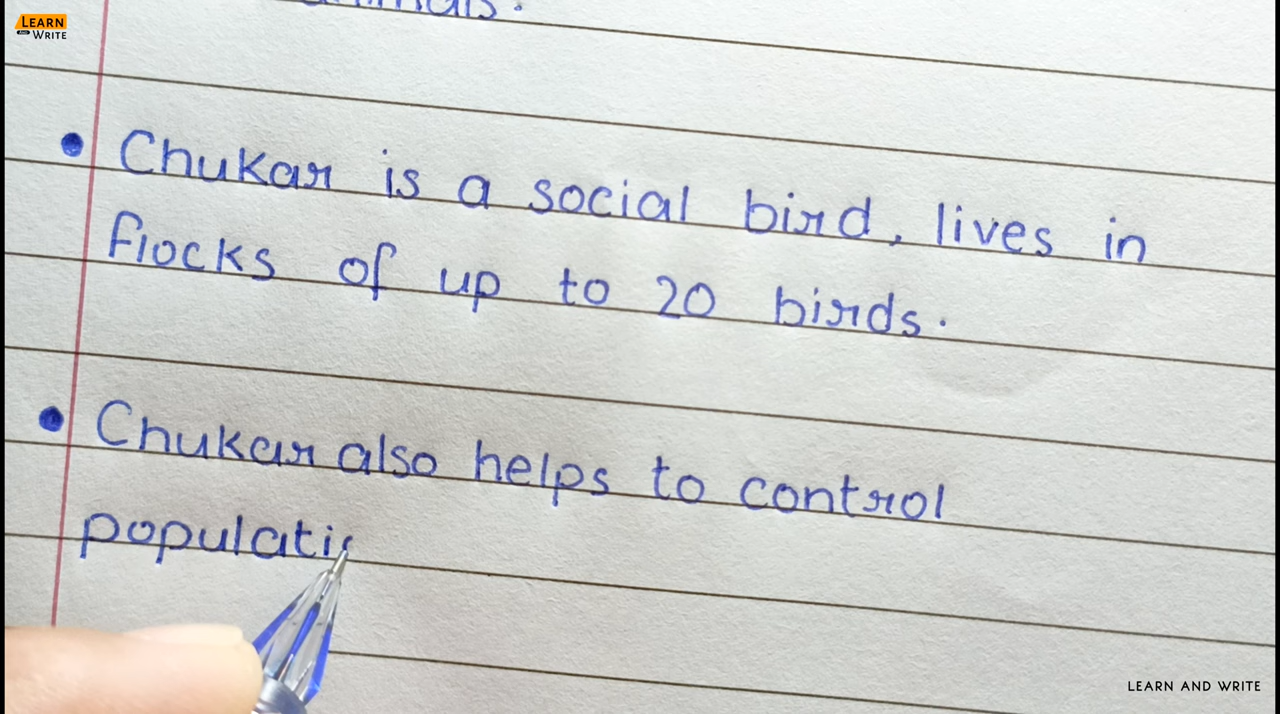 LEARN
AND WRITE
• Chukar is a social bird, lives in
flocks of up to 20 birds.
• Chukar also helps to control
populati
LEARN AND WRITE